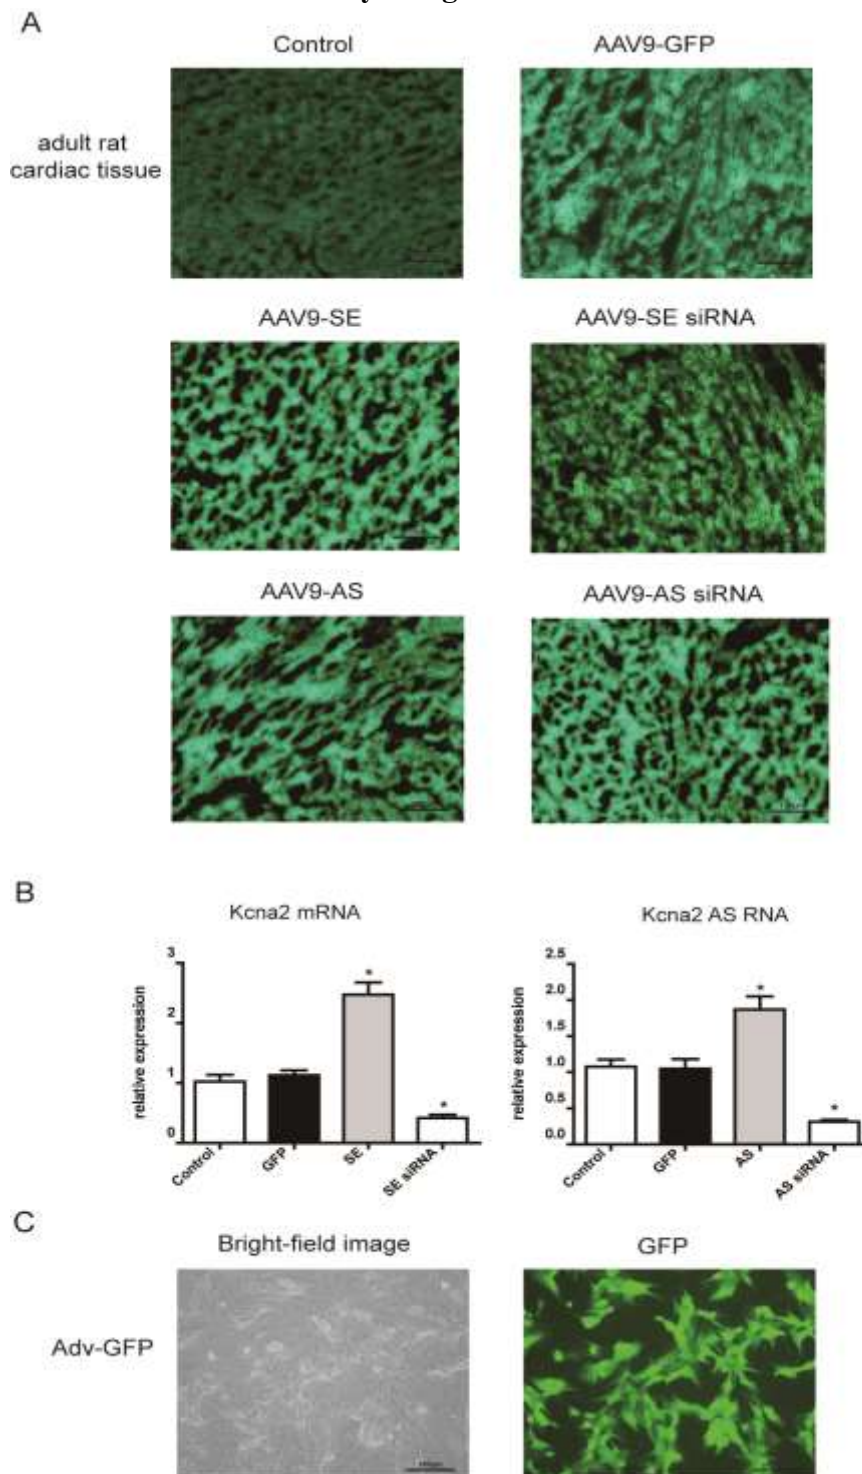 A
Control
AAV9-GFP
adult rat
cardiac tissue
AAV9-SE
AAV9-SE siRNA
AAV9-AS
AAV9-AS siRNA
B
Kcna2 mRNA
Kcna2 AS RNA
relative expression
3
2
1
0
*
*
Control
GFP
SE
SE siRNA
relative expression
2.5
2.0
1.5
1.0
0.5
0.0
*
*
Control
GFP
AS
AS siRNA
C
Bright-field image
GFP
Adv-GFP